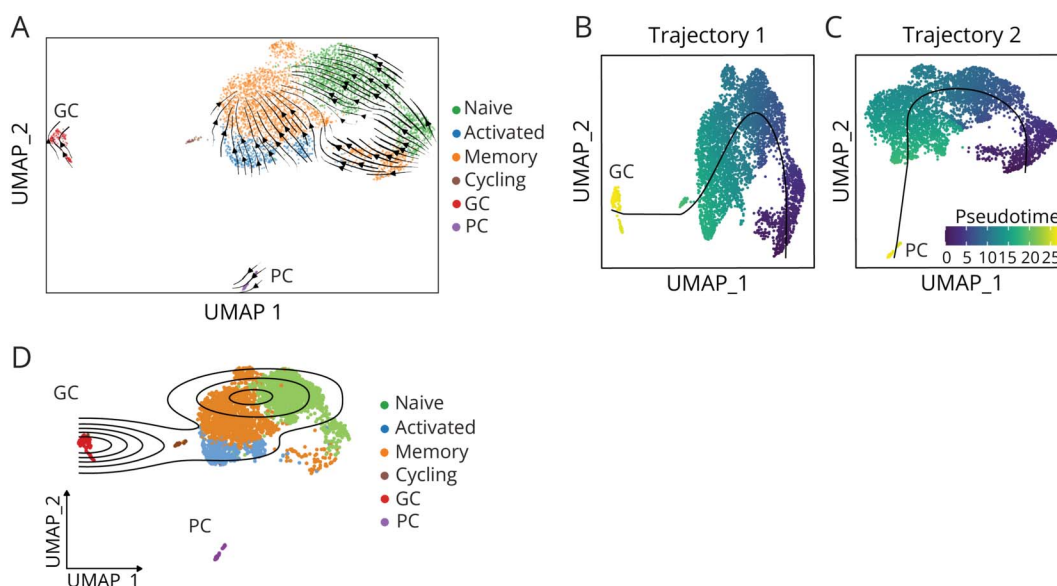 A
GC
UMAP_2
PC
UMAP 1
Naive
Activated
Memory
Cycling
GC
PC
B
Trajectory 1
UMAP_2
GC
UMAP_1
C
Trajectory 2
UMAP_2
Pseudotime
0 5 10 15 20 25
PC
UMAP_1
D
GC
Naive
Activated
Memory
Cycling
GC
PC
PC
UMAP_2
UMAP_1